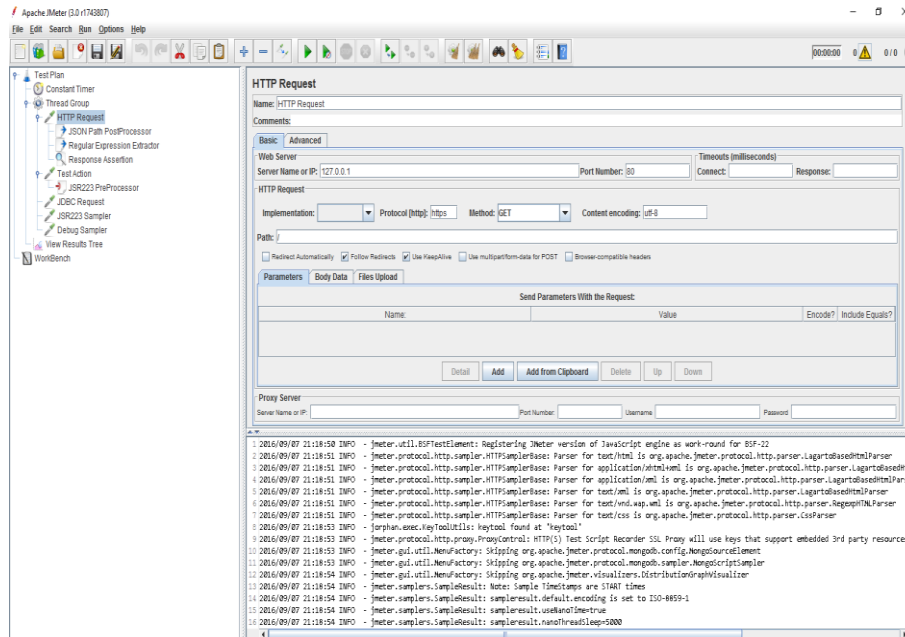 Apache JMeter (3.0 r1743807)
File Edit Search Run Options Help
00:00:00 0 0 / 0
Test Plan
Constant Timer
Thread Group
HTTP Request
JSON Path PostProcessor
Regular Expression Extractor
Response Assertion
Test Action
JSR223 PreProcessor
JDBC Request
JSR223 Sampler
Debug Sampler
View Results Tree
WorkBench
HTTP Request
Name: HTTP Request
Comments:
Basic Advanced
Web Server
Server Name or IP: 127.0.0.1 Port Number: 80
Timeouts (milliseconds)
Connect: Response:
HTTP Request
Implementation: Protocol [http]: https Method: GET Content encoding: utf-8
Path: /
Redirect Automatically Follow Redirects Use KeepAlive Use multipart/form-data for POST Browser-compatible headers
Parameters Body Data Files Upload
Send Parameters With the Request:
Name: Value Encode? Include Equals?
Detail Add Add from Clipboard Delete Up Down
Proxy Server
Server Name or IP: Port Number: Username Password
1 2016/09/07 21:18:50 INFO - jmeter.util.BSFTestElement: Registering JMeter version of JavaScript engine as work-round for BSF-22
2 2016/09/07 21:18:51 INFO - jmeter.protocol.http.sampler.HTTPSamplerBase: Parser for text/html is org.apache.jmeter.protocol.http.parser.LagartoBasedHtmlParser
3 2016/09/07 21:18:51 INFO - jmeter.protocol.http.sampler.HTTPSamplerBase: Parser for application/xhtml+xml is org.apache.jmeter.protocol.http.parser.LagartoBasedH
4 2016/09/07 21:18:51 INFO - jmeter.protocol.http.sampler.HTTPSamplerBase: Parser for application/xml is org.apache.jmeter.protocol.http.parser.LagartoBasedHtmlPar
5 2016/09/07 21:18:51 INFO - jmeter.protocol.http.sampler.HTTPSamplerBase: Parser for text/xml is org.apache.jmeter.protocol.http.parser.LagartoBasedHtmlParser
6 2016/09/07 21:18:51 INFO - jmeter.protocol.http.sampler.HTTPSamplerBase: Parser for text/vnd.wap.wml is org.apache.jmeter.protocol.http.parser.RegexpHTMLParser
7 2016/09/07 21:18:51 INFO - jmeter.protocol.http.sampler.HTTPSamplerBase: Parser for text/css is org.apache.jmeter.protocol.http.parser.CssParser
8 2016/09/07 21:18:53 INFO - jorphan.exec.KeyToolUtils: keytool found at 'keytool'
9 2016/09/07 21:18:53 INFO - jmeter.protocol.http.proxy.ProxyControl: HTTP(S) Test Script Recorder SSL Proxy will use keys that support embedded 3rd party resource
10 2016/09/07 21:18:53 INFO - jmeter.gui.util.MenuFactory: Skipping org.apache.jmeter.protocol.mongodb.config.MongoSourceElement
11 2016/09/07 21:18:53 INFO - jmeter.gui.util.MenuFactory: Skipping org.apache.jmeter.protocol.mongodb.sampler.MongoScriptSampler
12 2016/09/07 21:18:54 INFO - jmeter.gui.util.MenuFactory: Skipping org.apache.jmeter.visualizers.DistributionGraphVisualizer
13 2016/09/07 21:18:54 INFO - jmeter.samplers.SampleResult: Note: Sample TimeStamps are START times
14 2016/09/07 21:18:54 INFO - jmeter.samplers.SampleResult: sampleresult.default.encoding is set to ISO-8859-1
15 2016/09/07 21:18:54 INFO - jmeter.samplers.SampleResult: sampleresult.useNanoTime=true
16 2016/09/07 21:18:54 INFO - jmeter.samplers.SampleResult: sampleresult.nanoThreadSleep=5000